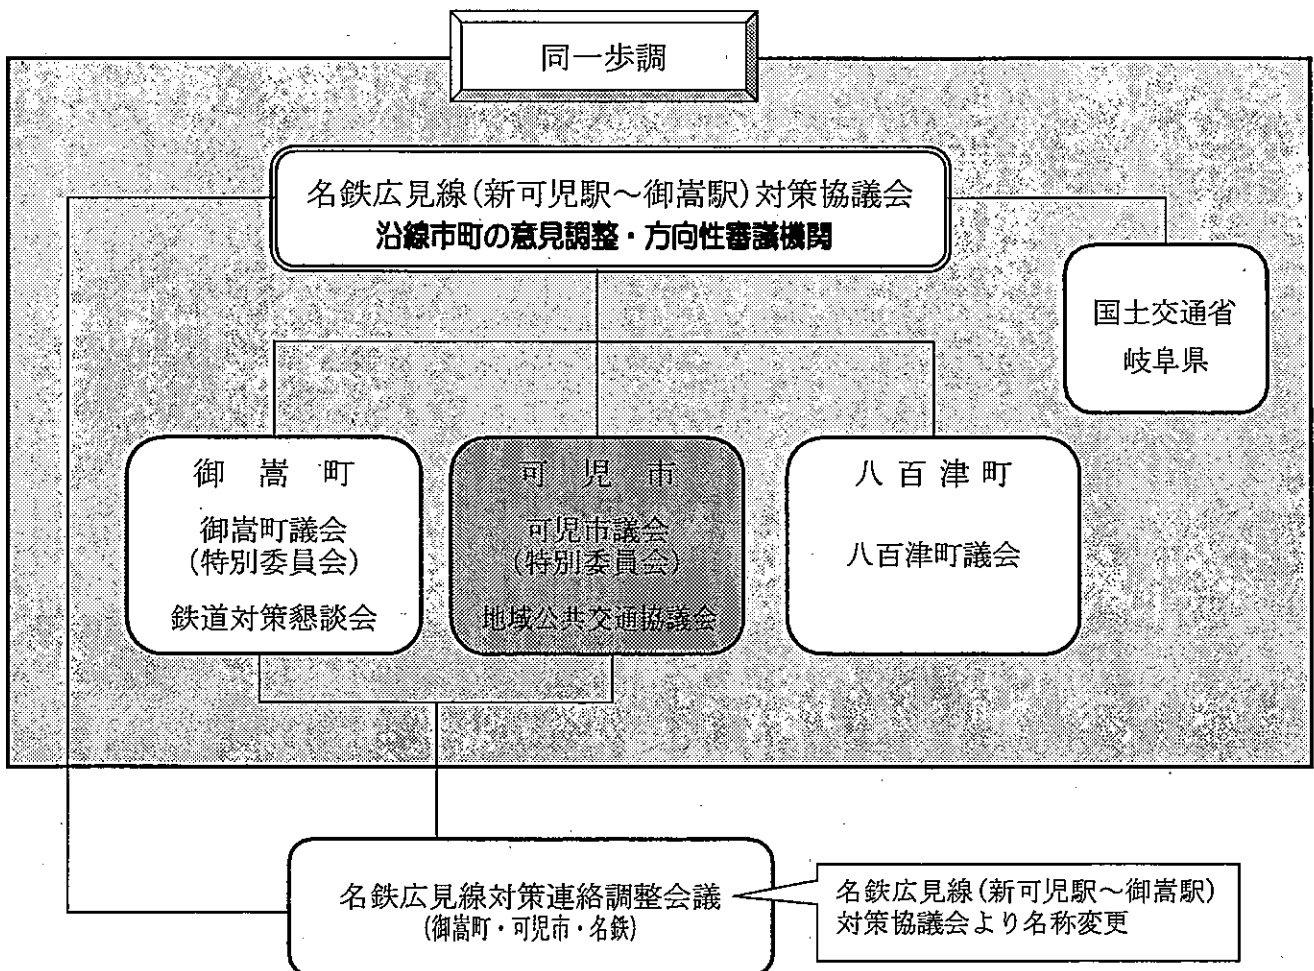 同一歩調
名鉄広見線(新可児駅～御嵩駅)対策協議会
沿線市町の意見調整・方向性審議機関
国土交通省
岐阜県
御嵩町
御嵩町議会
(特別委員会)
鉄道対策懇談会
可児市
可児市議会
(特別委員会)
地域公共交通協議会
八百津町
八百津町議会
名鉄広見線対策連絡調整会議
(御嵩町・可児市・名鉄)
名鉄広見線(新可児駅～御嵩駅)
対策協議会より名称変更